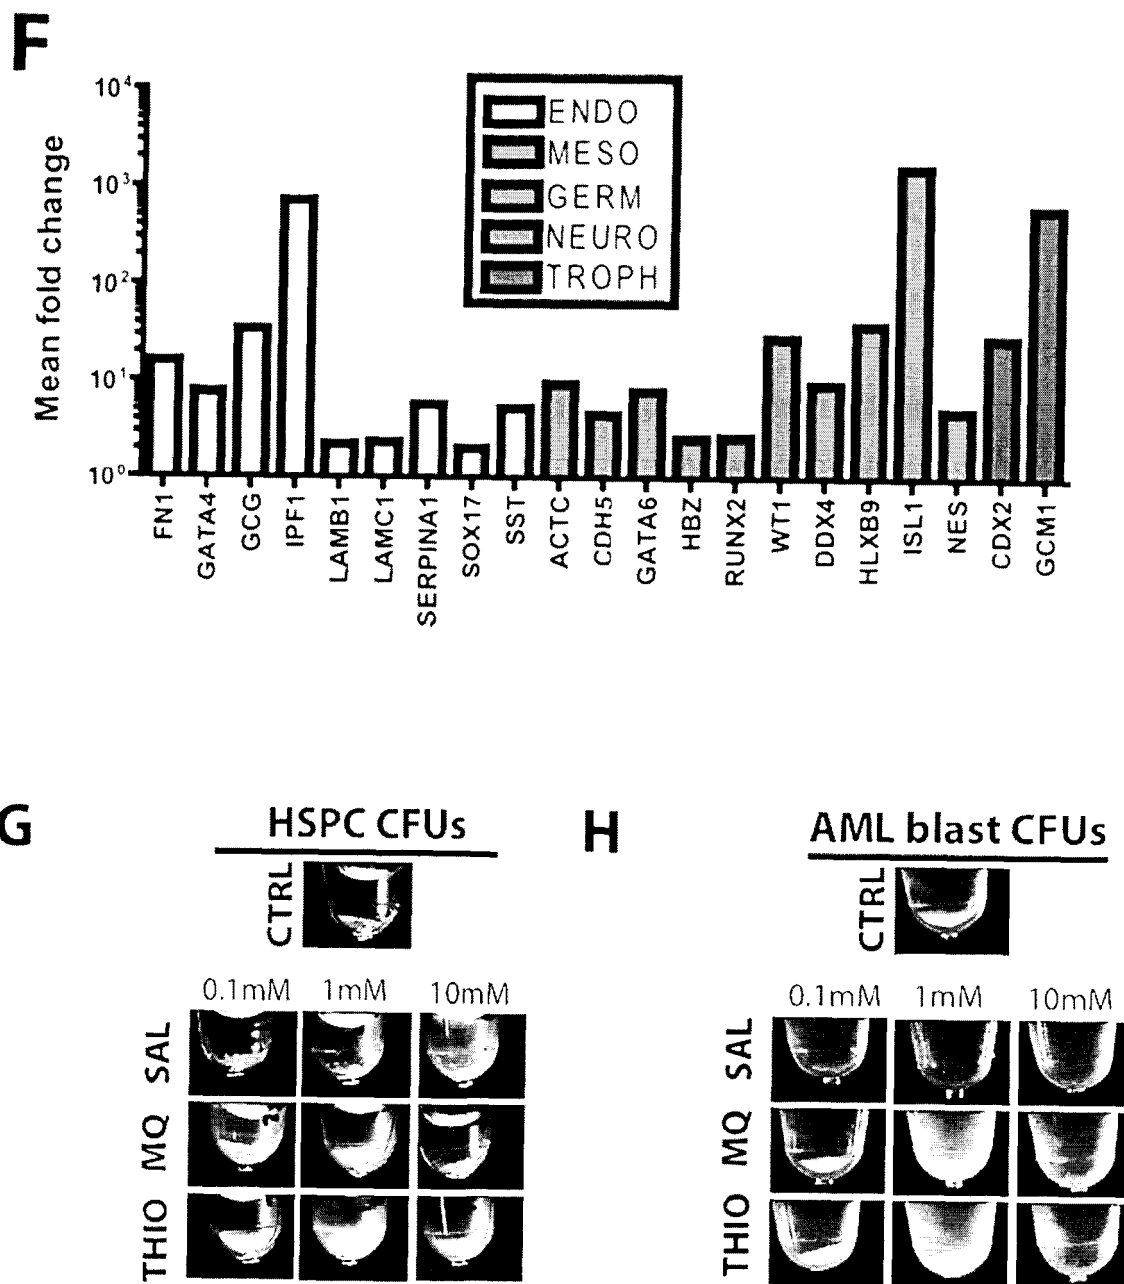 F
10⁴
10³
10²
10¹
10⁰
Mean fold change
ENDO
MESO
GERM
NEURO
TROPH
FN1
GATA4
GCG
IPF1
LAMB1
LAMC1
SERPINA1
SOX17
SST
ACTC
CDH5
GATA6
HBZ
RUNX2
WT1
DDX4
HLXB9
ISL1
NES
CDX2
GCM1
G
HSPC CFUs
CTRL
0.1mM 1mM 10mM
SAL
MQ
THIO
H
AML blast CFUs
CTRL
0.1mM 1mM 10mM
SAL
MQ
THIO